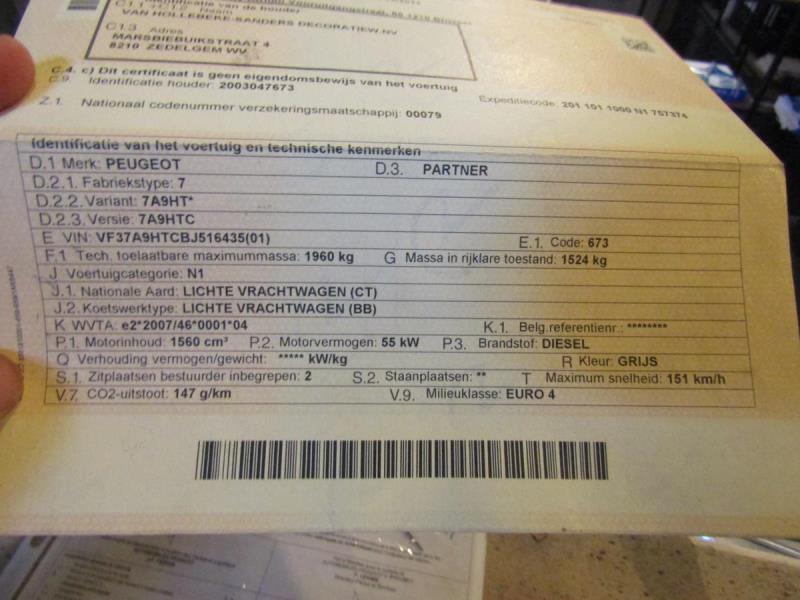 C.1.1 / C.1.2 Naam
VAN HOLLEBEKE-SANDERS DECORATIEW.NV
C.1.3 Adres
MARSBIEBUIKSTRAAT 4
8210 ZEDELGEM WV
C.4. c) Dit certificaat is geen eigendomsbewijs van het voertuig
C.9. Identificatie houder: 2003047673
Expeditiecode: 201 101 1000 N1 757374
Z.1. Nationaal codenummer verzekeringsmaatschappij: 00079
Identificatie van het voertuig en technische kenmerken
D.1 Merk: PEUGEOT D.3. PARTNER
D.2.1. Fabriekstype: 7
D.2.2. Variant: 7A9HT*
D.2.3. Versie: 7A9HTC
E VIN: VF37A9HTCBJ516435(01) E.1. Code: 673
F.1 Tech. toelaatbare maximummassa: 1960 kg G Massa in rijklare toestand: 1524 kg
J Voertuigcategorie: N1
J.1. Nationale Aard: LICHTE VRACHTWAGEN (CT)
J.2. Koetswerktype: LICHTE VRACHTWAGEN (BB)
K WVTA: e2*2007/46*0001*04 K.1. Belg.referentienr.: ********
P.1. Motorinhoud: 1560 cm³ P.2. Motorvermogen: 55 kW P.3. Brandstof: DIESEL
Q Verhouding vermogen/gewicht: ***** kW/kg R Kleur: GRIJS
S.1. Zitplaatsen bestuurder inbegrepen: 2 S.2. Staanplaatsen: ** T Maximum snelheid: 151 km/h
V.7. CO2-uitstoot: 147 g/km V.9. Milieuklasse: EURO 4